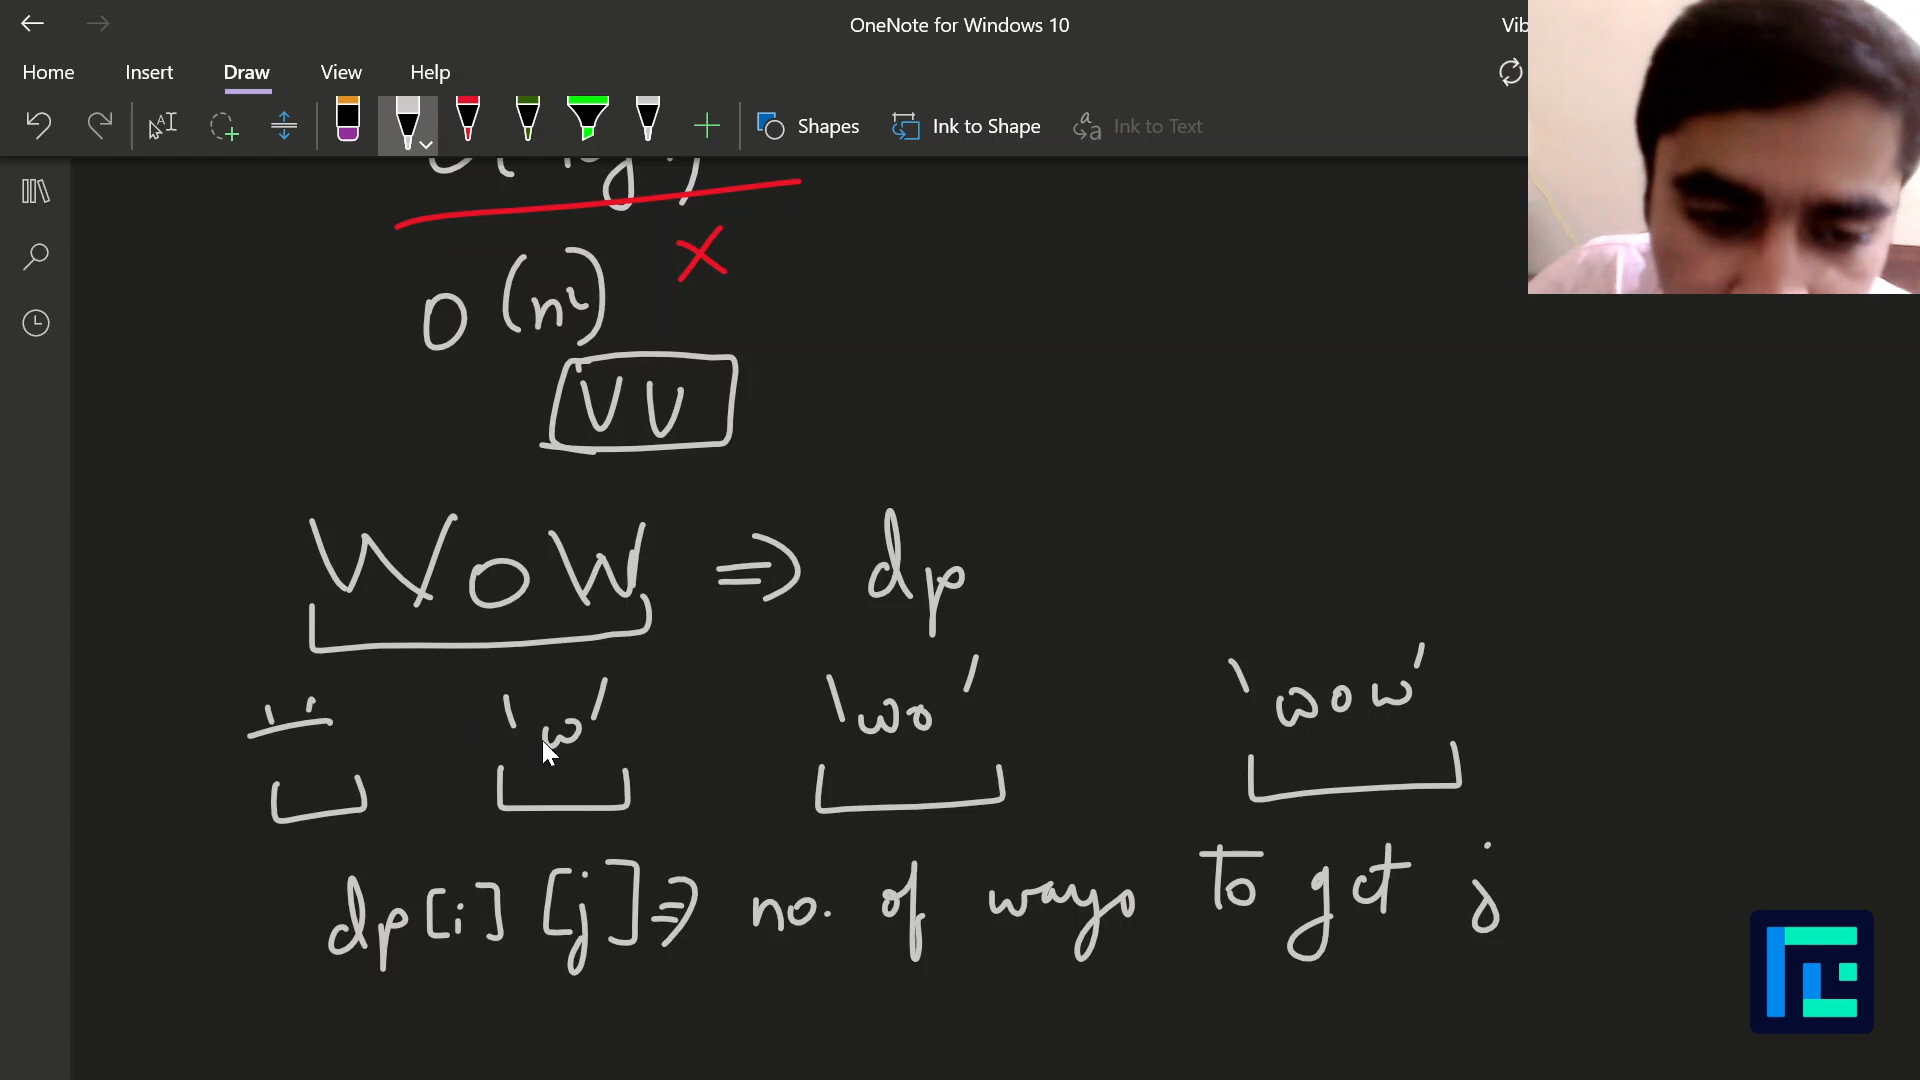 OneNote for Windows 10
Vib
Home Insert Draw View Help
Shapes Ink to Shape Ink to Text
O(n²)
VV
WoW => dp
'' 'w' 'wo' 'wow'
dp[i][j] => no. of ways to get j